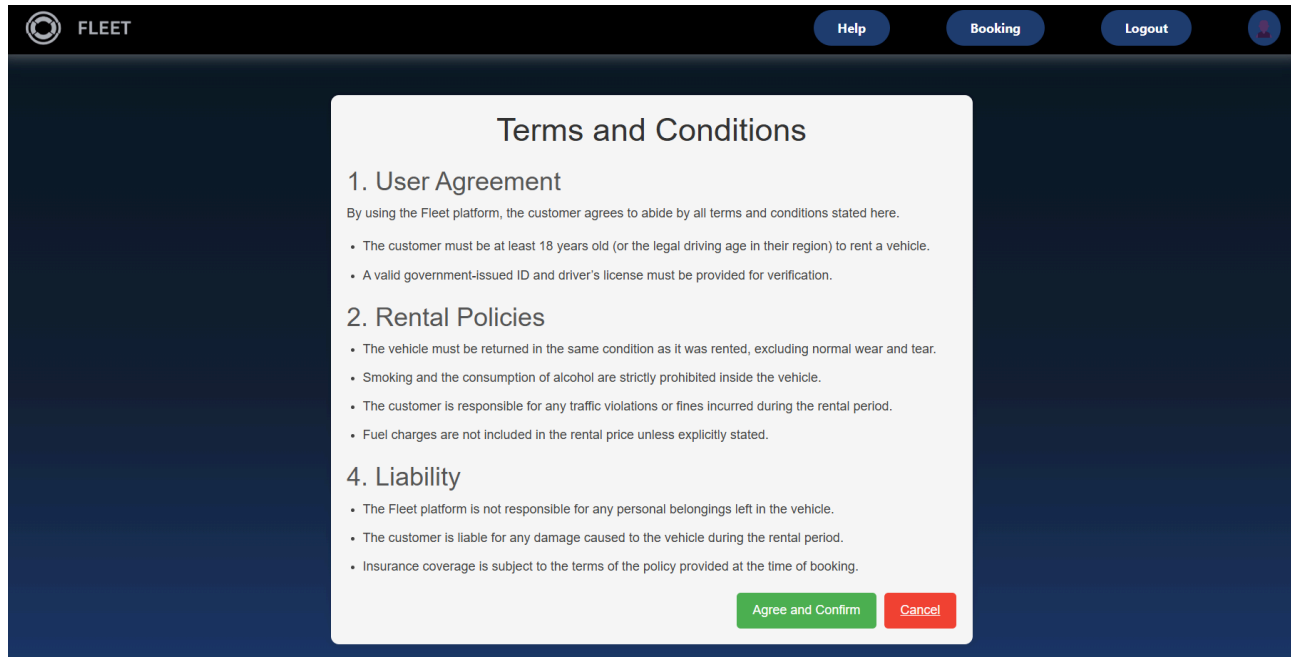 FLEET
Help
Booking
Logout
Terms and Conditions
1. User Agreement
By using the Fleet platform, the customer agrees to abide by all terms and conditions stated here.
• The customer must be at least 18 years old (or the legal driving age in their region) to rent a vehicle.
• A valid government-issued ID and driver’s license must be provided for verification.
2. Rental Policies
• The vehicle must be returned in the same condition as it was rented, excluding normal wear and tear.
• Smoking and the consumption of alcohol are strictly prohibited inside the vehicle.
• The customer is responsible for any traffic violations or fines incurred during the rental period.
• Fuel charges are not included in the rental price unless explicitly stated.
4. Liability
• The Fleet platform is not responsible for any personal belongings left in the vehicle.
• The customer is liable for any damage caused to the vehicle during the rental period.
• Insurance coverage is subject to the terms of the policy provided at the time of booking.
Agree and Confirm
Cancel